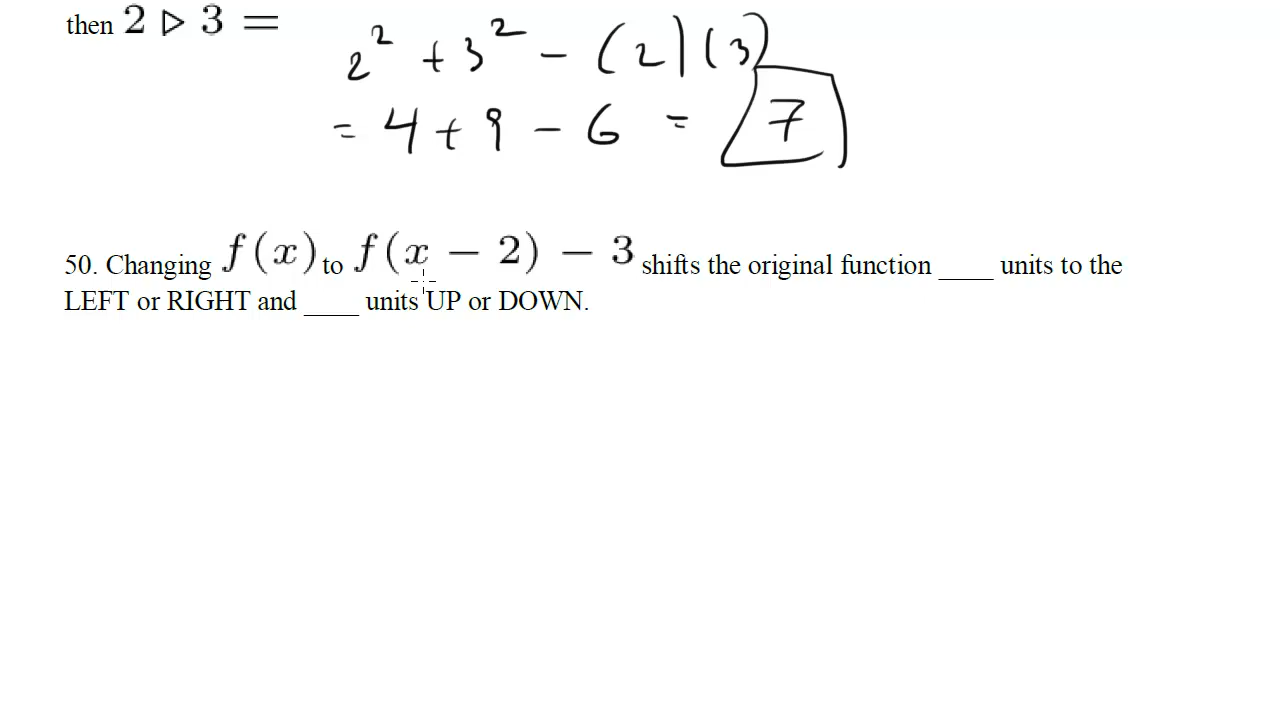 then 2 ▷ 3 = 2² + 3² - (2)(3)
= 4 + 9 - 6 = 7
50. Changing f(x) to f(x - 2) - 3 shifts the original function ____ units to the
LEFT or RIGHT and ____ units UP or DOWN.